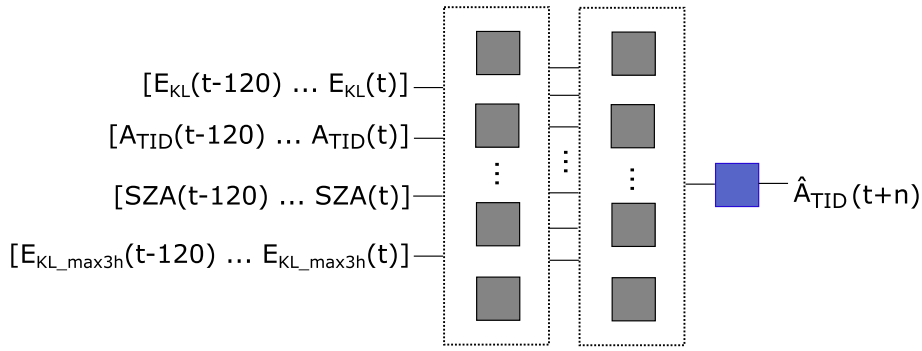 [E_KL(t-120) ... E_KL(t)]
[A_TID(t-120) ... A_TID(t)]
[SZA(t-120) ... SZA(t)]
[E_KL_max3h(t-120) ... E_KL_max3h(t)]
...
...
...
Â_TID(t+n)